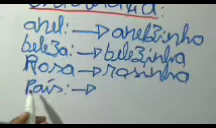 anel: → anelzinho
beleza: → belezinha
Rosa → rosinha
País: →